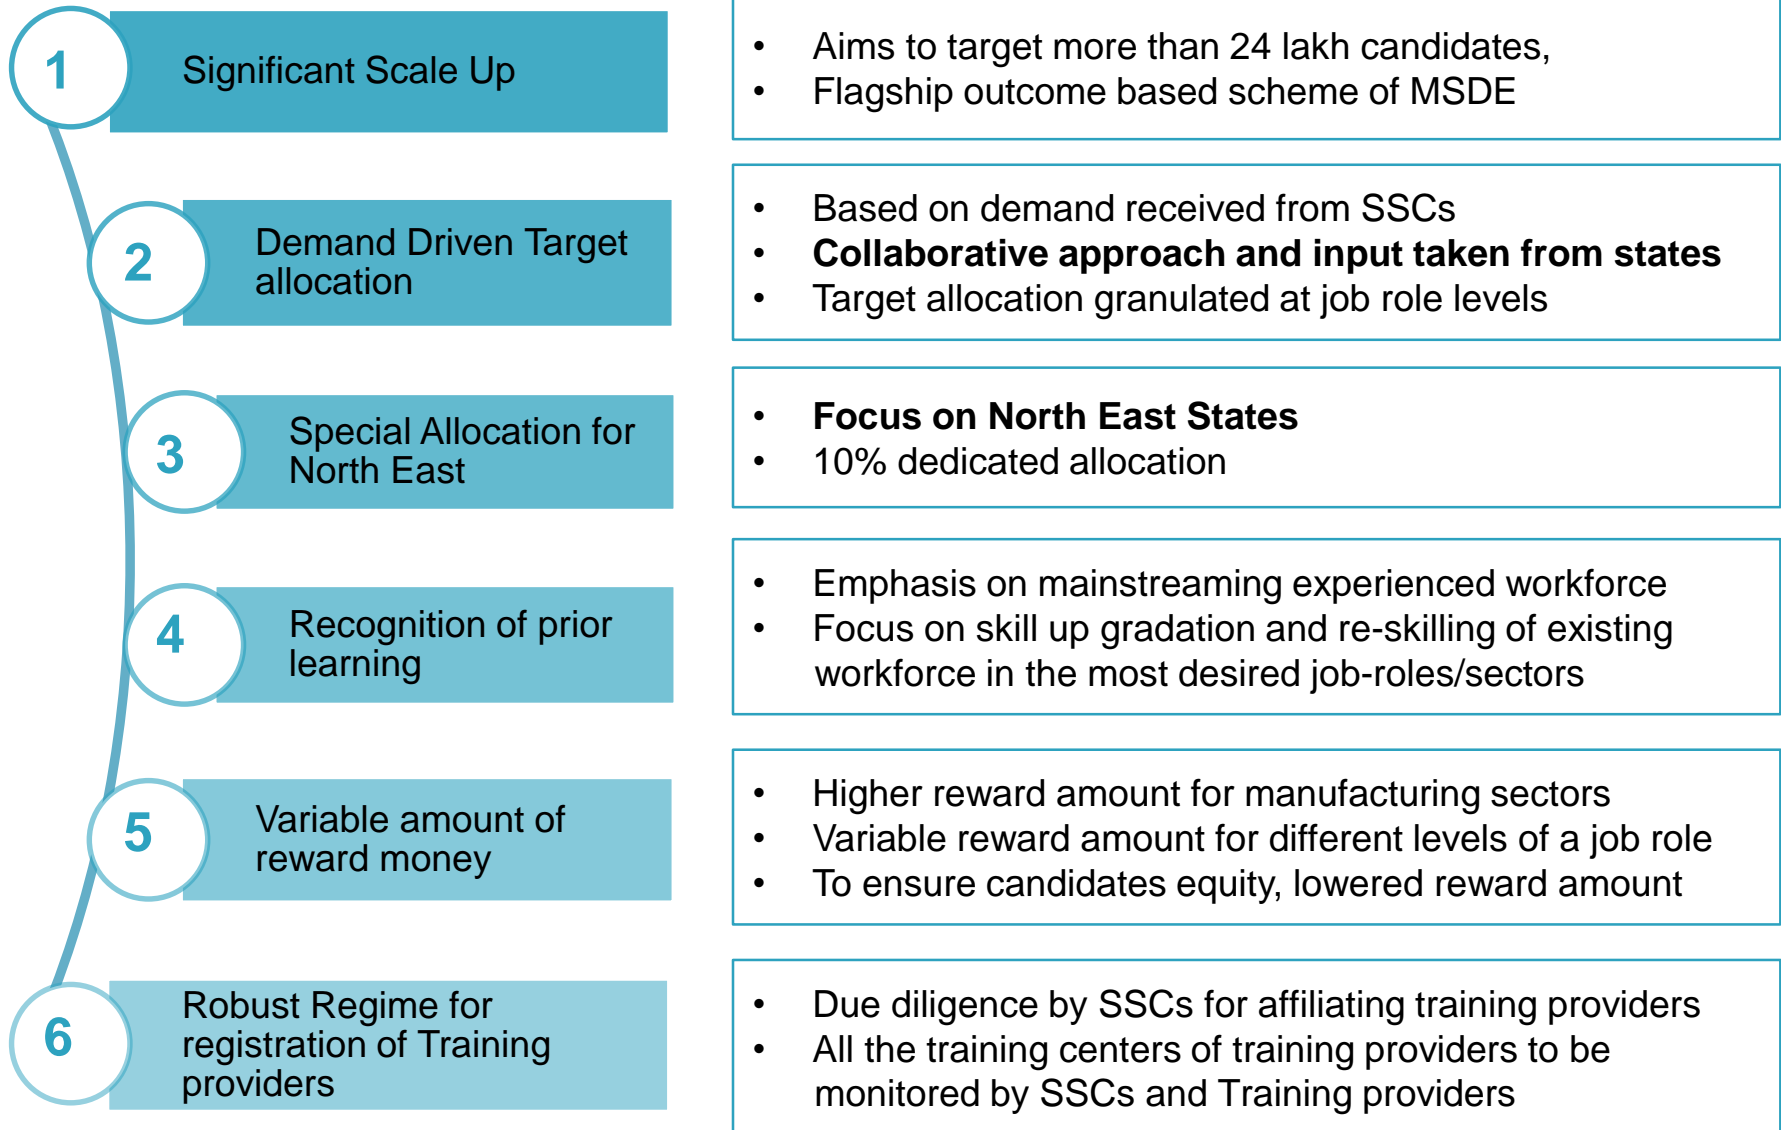 1
Significant Scale Up
• Aims to target more than 24 lakh candidates,
• Flagship outcome based scheme of MSDE
2
Demand Driven Target
allocation
• Based on demand received from SSCs
• Collaborative approach and input taken from states
• Target allocation granulated at job role levels
3
Special Allocation for
North East
• Focus on North East States
• 10% dedicated allocation
4
Recognition of prior
learning
• Emphasis on mainstreaming experienced workforce
• Focus on skill up gradation and re-skilling of existing
workforce in the most desired job-roles/sectors
5
Variable amount of
reward money
• Higher reward amount for manufacturing sectors
• Variable reward amount for different levels of a job role
• To ensure candidates equity, lowered reward amount
6
Robust Regime for
registration of Training
providers
• Due diligence by SSCs for affiliating training providers
• All the training centers of training providers to be
monitored by SSCs and Training providers